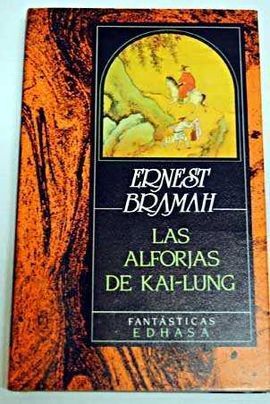 ERNEST
BRAMAH
LAS
ALFORJAS
DE KAI-LUNG
FANTÁSTICAS
EDHASA